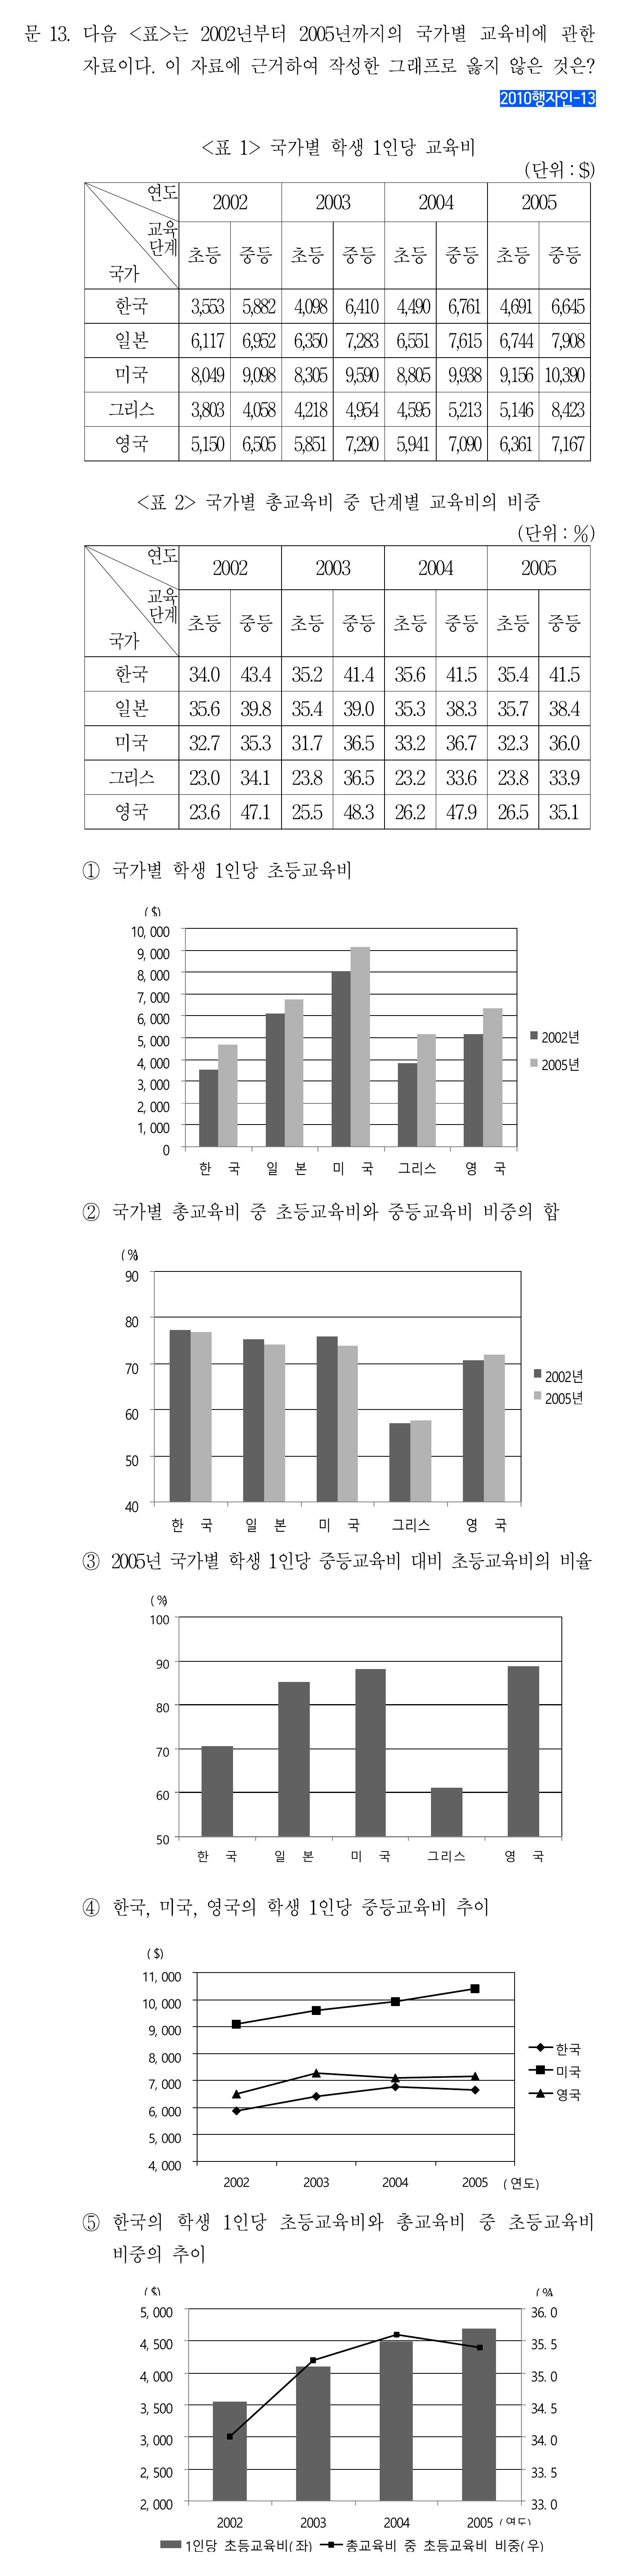 문 13. 다음 <표>는 2002년부터 2005년까지의 국가별 교육비에 관한
자료이다. 이 자료에 근거하여 작성한 그래프로 옳지 않은 것은?
2010행자인-13
<표 1> 국가별 학생 1인당 교육비
(단위 : $)
연도 2002 2003 2004 2005
교육
단계 초등 중등 초등 중등 초등 중등 초등 중등
국가
한국 3,553 5,882 4,098 6,410 4,490 6,761 4,691 6,645
일본 6,117 6,952 6,350 7,283 6,551 7,615 6,744 7,908
미국 8,049 9,098 8,305 9,590 8,805 9,938 9,156 10,390
그리스 3,803 4,058 4,218 4,954 4,595 5,213 5,146 8,423
영국 5,150 6,505 5,851 7,290 5,941 7,090 6,361 7,167
<표 2> 국가별 총교육비 중 단계별 교육비의 비중
(단위 : %)
연도 2002 2003 2004 2005
교육
단계 초등 중등 초등 중등 초등 중등 초등 중등
국가
한국 34.0 43.4 35.2 41.4 35.6 41.5 35.4 41.5
일본 35.6 39.8 35.4 39.0 35.3 38.3 35.7 38.4
미국 32.7 35.3 31.7 36.5 33.2 36.7 32.3 36.0
그리스 23.0 34.1 23.8 36.5 23.2 33.6 23.8 33.9
영국 23.6 47.1 25.5 48.3 26.2 47.9 26.5 35.1
① 국가별 학생 1인당 초등교육비
($)
10,000
9,000
8,000
7,000
6,000
5,000
4,000
3,000
2,000
1,000
0
2002년
2005년
한 국 일 본 미 국 그리스 영 국
② 국가별 총교육비 중 초등교육비와 중등교육비 비중의 합
(%)
90
80
70
60
50
40
2002년
2005년
한 국 일 본 미 국 그리스 영 국
③ 2005년 국가별 학생 1인당 중등교육비 대비 초등교육비의 비율
(%)
100
90
80
70
60
50
한 국 일 본 미 국 그리스 영 국
④ 한국, 미국, 영국의 학생 1인당 중등교육비 추이
($)
11,000
10,000
9,000
8,000
7,000
6,000
5,000
4,000
한국
미국
영국
2002 2003 2004 2005 (연도)
⑤ 한국의 학생 1인당 초등교육비와 총교육비 중 초등교육비
비중의 추이
($) (%)
5,000 36.0
4,500 35.5
4,000 35.0
3,500 34.5
3,000 34.0
2,500 33.5
2,000 33.0
2002 2003 2004 2005 (연도)
1인당 초등교육비(좌) 총교육비 중 초등교육비 비중(우)